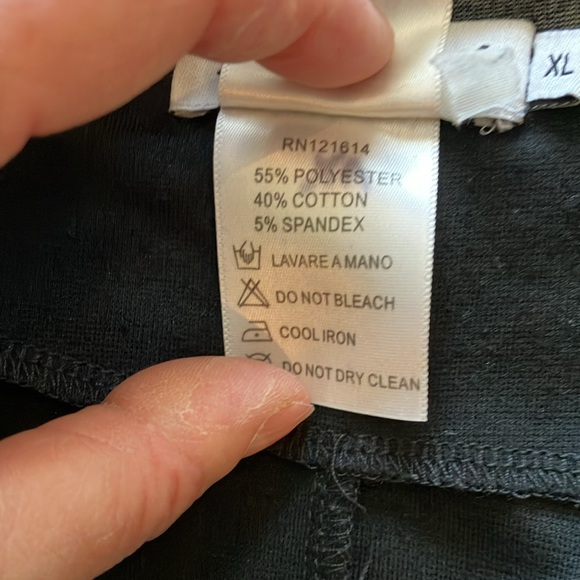 XL
RN121614
55% POLYESTER
40% COTTON
5% SPANDEX
LAVARE A MANO
DO NOT BLEACH
COOL IRON
DO NOT DRY CLEAN